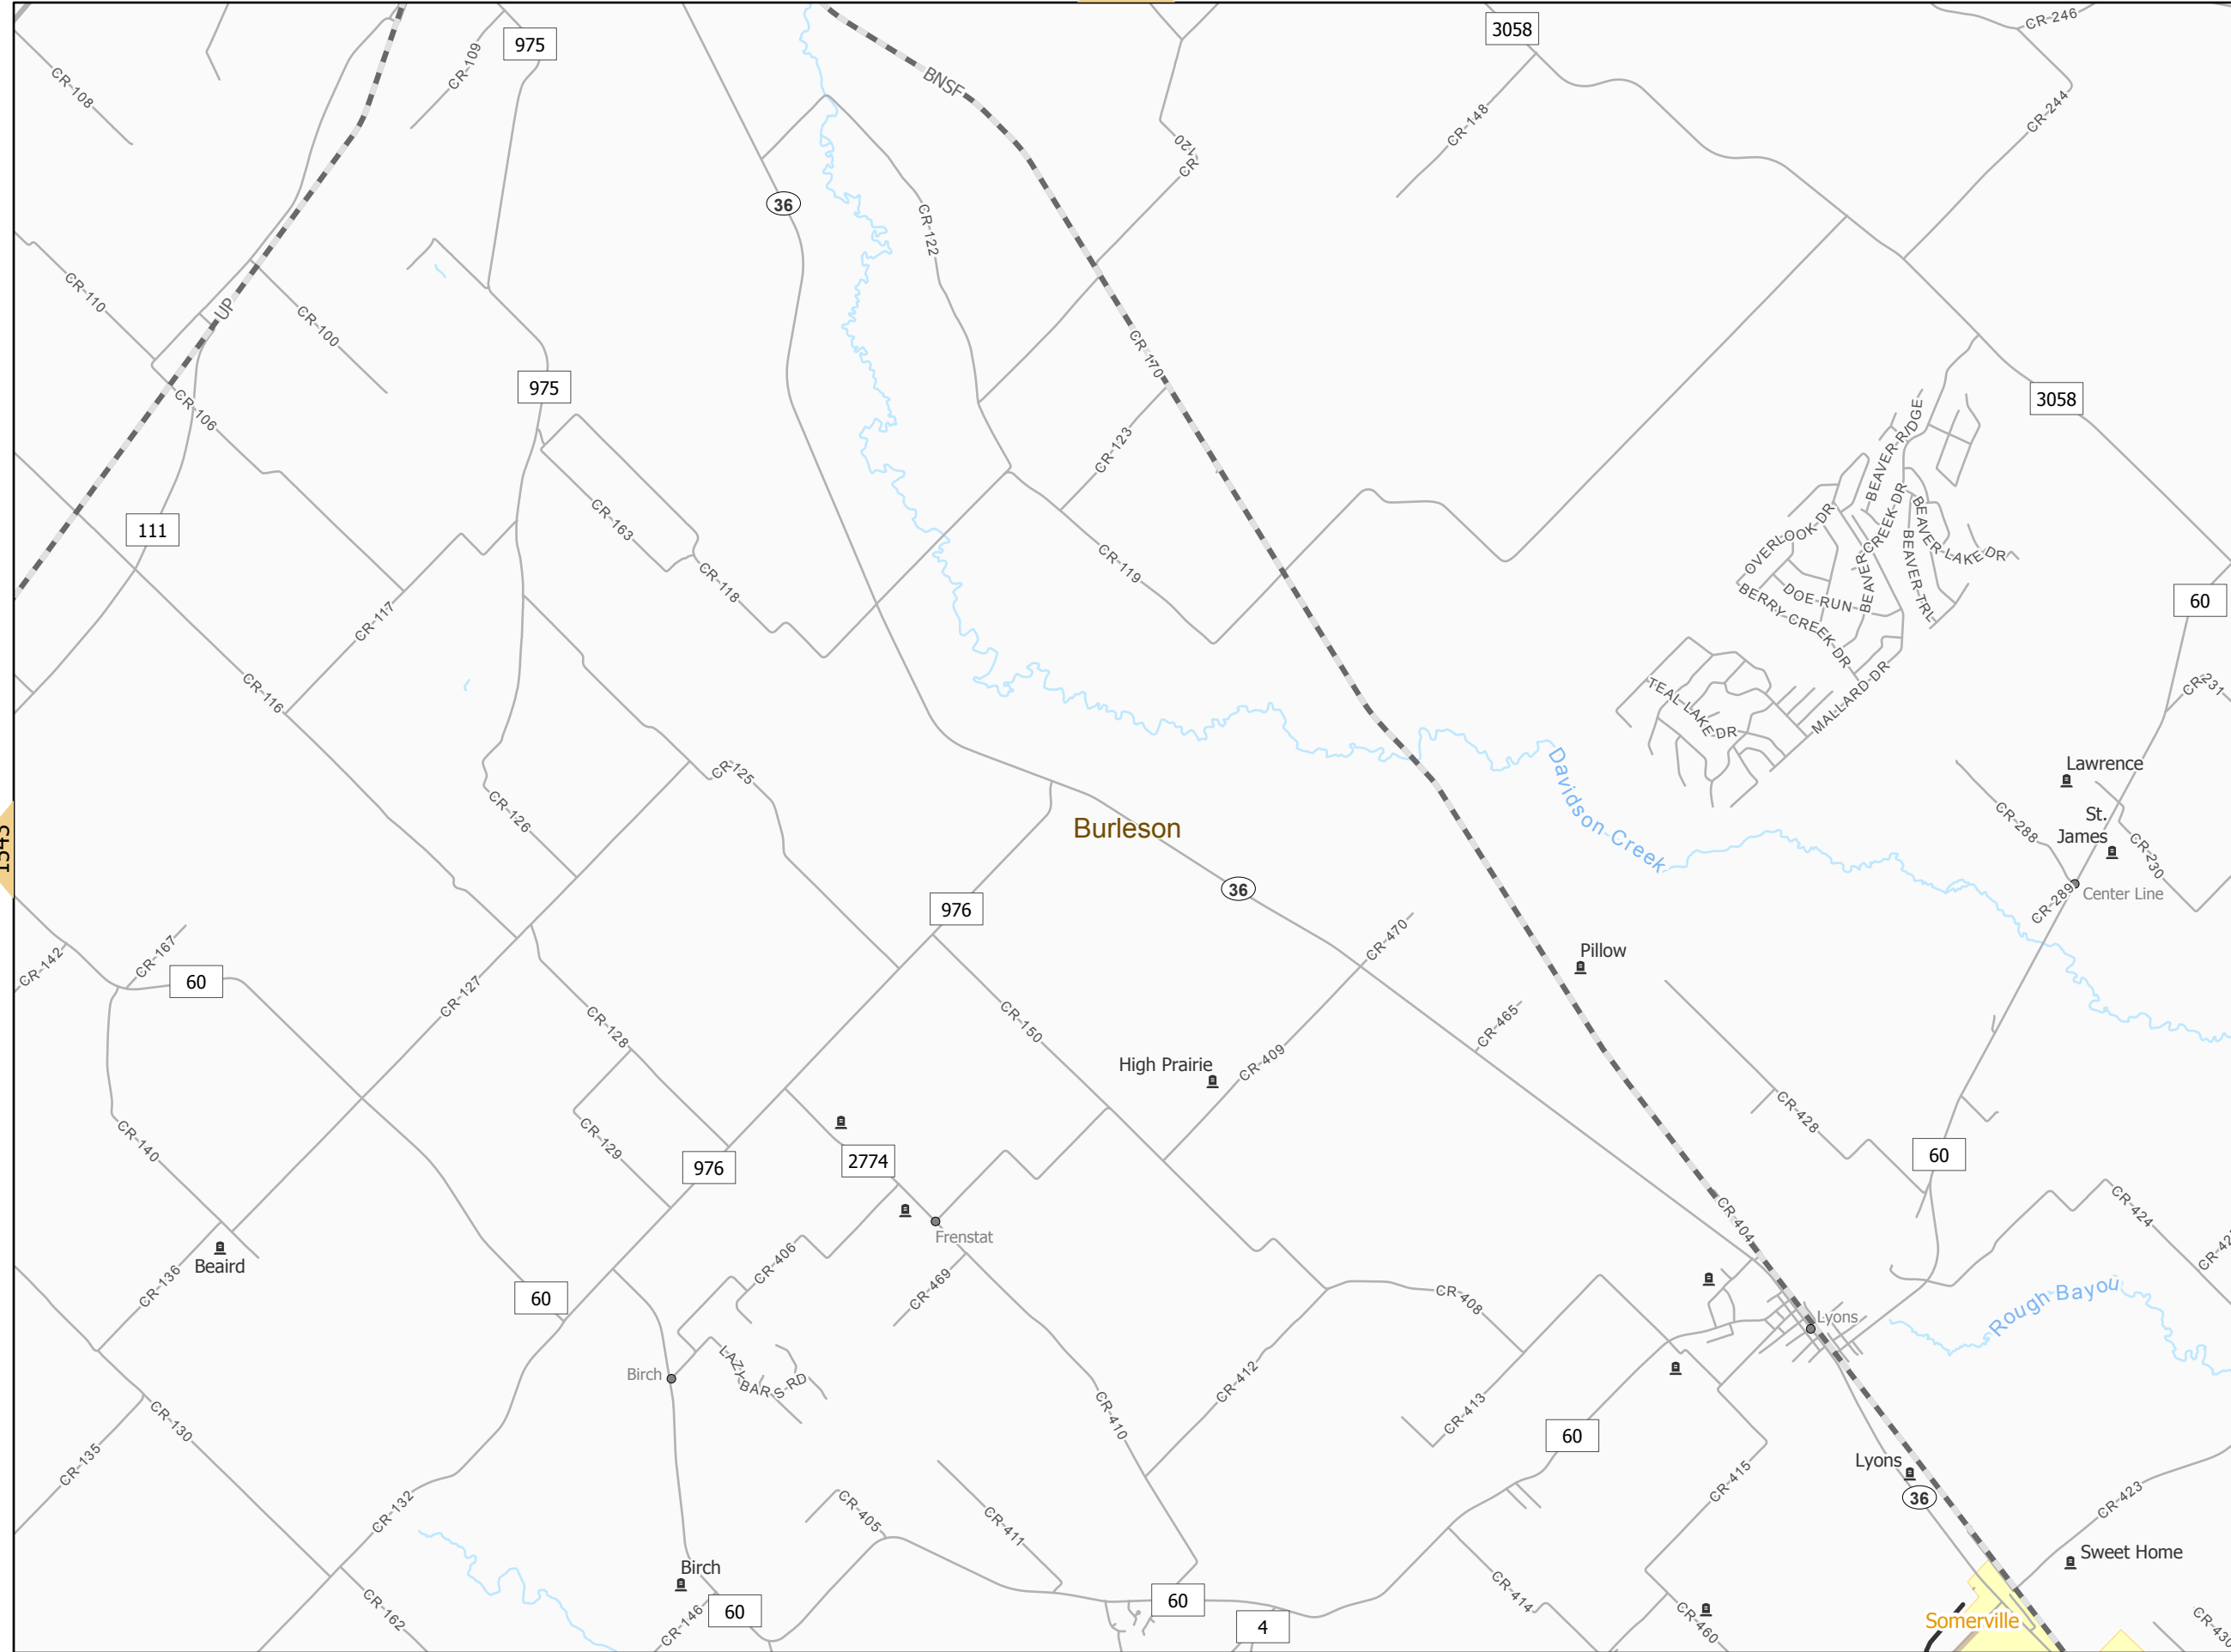 CR-246
3058
975
CR-109
CR-108
BNSF
CR-244
CR-148
CR-120
36
CR-122
CR-110
UP
CR-100
CR-170
975
3058
CR-106
BEAVER-RIDGE
CR-123
OVERLOOK DR
BEAVER-CREEK-DR
BEAVER-LAKE-DR
BEAVER-TRL
CR-163
111
CR-119
CR-118
DOE-RUN
BERRY-CREEK-DR
60
CR-117
CR-116
TEAL-LAKE-DR
MALLARD-DR
CR-231
Davidson-Creek
Lawrence
CR-125
CR-126
St.
James
CR-288
CR-230
Burleson
1543
36
Center Line
CR-289
976
CR-470
Pillow
CR-142
CR-167
60
CR-127
CR-128
CR-150
CR-465
High Prairie
CR-409
CR-428
CR-140
CR-129
2774
976
60
CR-404
CR-424
Frenstat
CR-406
CR-469
Beaird
CR-136
60
CR-408
Rough-Bayou
Lyons
Birch
LAZY-BAR S-RD
CR-412
CR-410
CR-413
CR-130
CR-135
60
Lyons
CR-415
36
CR-423
CR-132
CR-405
CR-411
Birch
Sweet Home
60
CR-146
CR-162
60
4
CR-414
CR-460
Somerville
CR-430